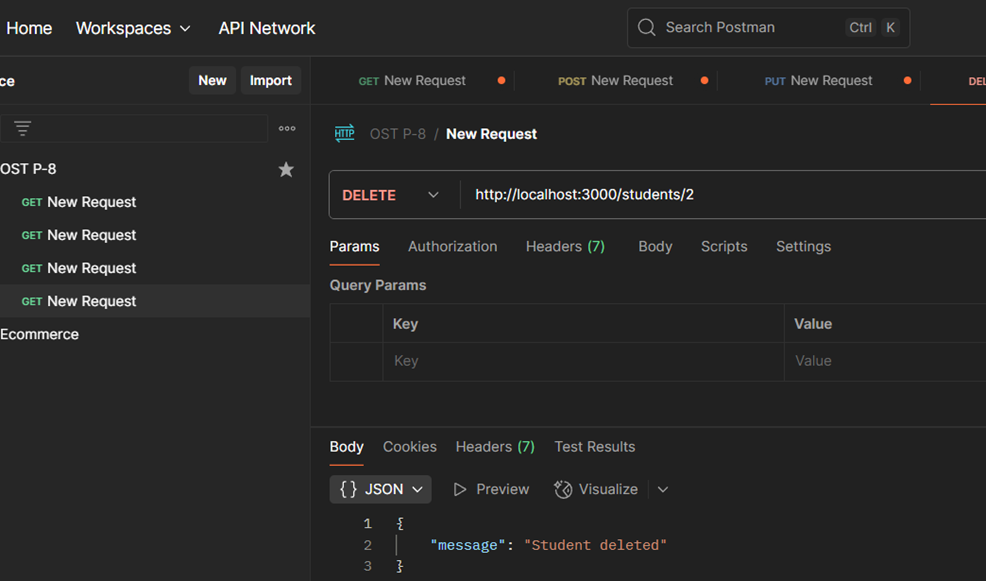 Home Workspaces API Network Search Postman Ctrl K
ce New Import
GET New Request POST New Request PUT New Request DEL
HTTP OST P-8 / New Request
OST P-8
GET New Request
GET New Request
GET New Request
GET New Request
Ecommerce
DELETE http://localhost:3000/students/2
Params Authorization Headers (7) Body Scripts Settings
Query Params
Key Value
Key Value
Body Cookies Headers (7) Test Results
{} JSON Preview Visualize
1 {
2 "message": "Student deleted"
3 }